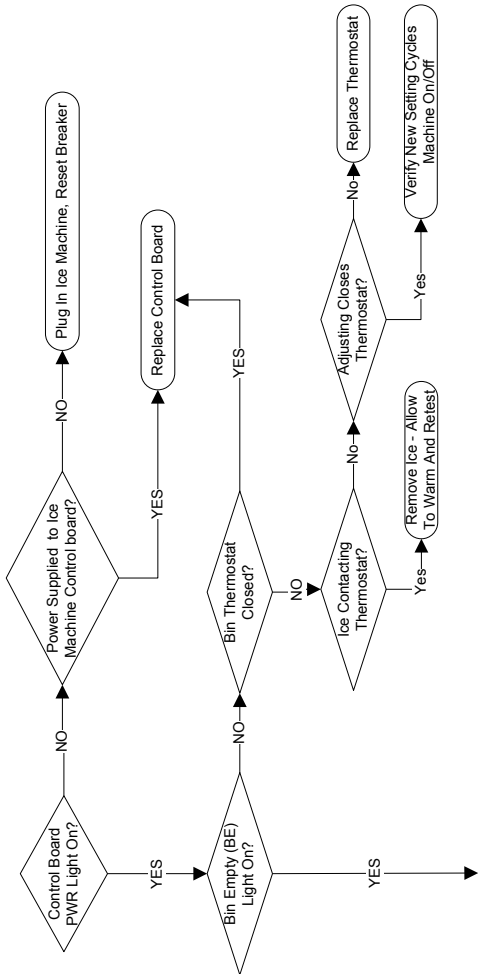 Control Board
PWR Light On?
NO
Power Supplied to Ice
Machine Control board?
NO
Plug In Ice Machine, Reset Breaker
YES
Replace Control Board
YES
Bin Empty (BE)
Light On?
NO
Bin Thermostat
Closed?
YES
NO
Ice Contacting
Thermostat?
No
Adjusting Closes
Thermostat?
No
Replace Thermostat
Yes
Remove Ice - Allow
To Warm And Retest
Yes
Verify New Setting Cycles
Machine On/Off
YES